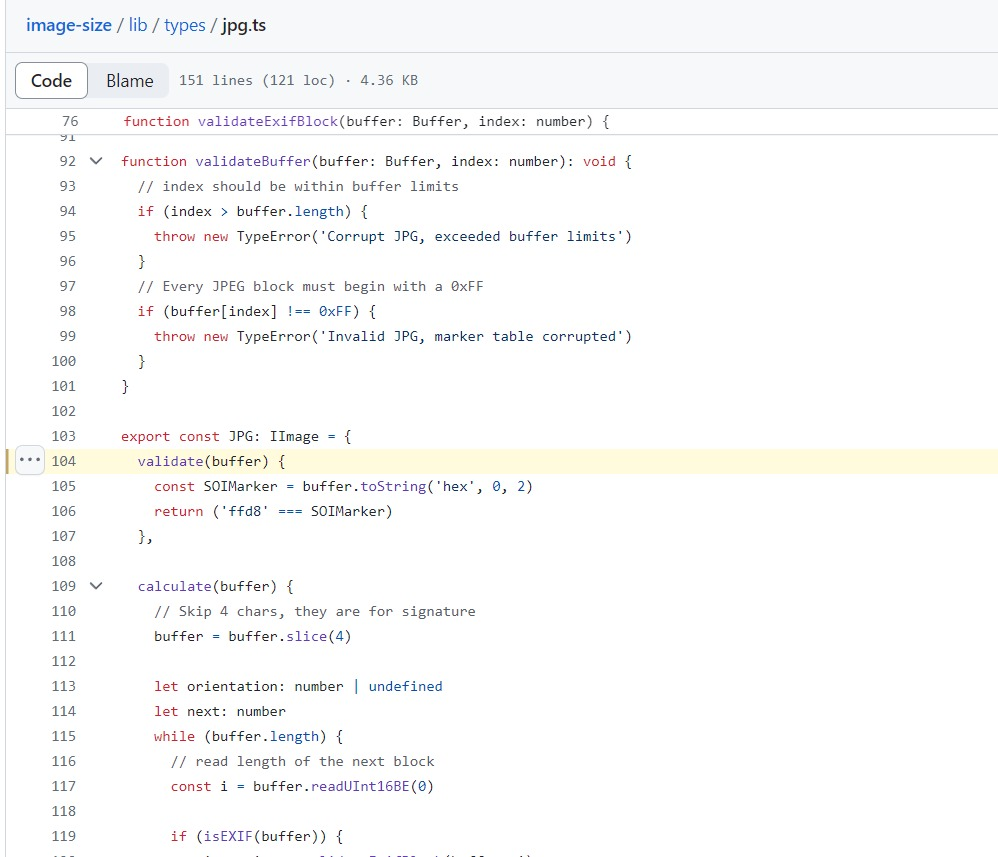 image-size / lib / types / jpg.ts
Code Blame 151 lines (121 loc) · 4.36 KB
76 function validateExifBlock(buffer: Buffer, index: number) {
91
92 function validateBuffer(buffer: Buffer, index: number): void {
93 // index should be within buffer limits
94 if (index > buffer.length) {
95 throw new TypeError('Corrupt JPG, exceeded buffer limits')
96 }
97 // Every JPEG block must begin with a 0xFF
98 if (buffer[index] !== 0xFF) {
99 throw new TypeError('Invalid JPG, marker table corrupted')
100 }
101 }
102
103 export const JPG: IImage = {
104 validate(buffer) {
105 const SOIMarker = buffer.toString('hex', 0, 2)
106 return ('ffd8' === SOIMarker)
107 },
108
109 calculate(buffer) {
110 // Skip 4 chars, they are for signature
111 buffer = buffer.slice(4)
112
113 let orientation: number | undefined
114 let next: number
115 while (buffer.length) {
116 // read length of the next block
117 const i = buffer.readUInt16BE(0)
118
119 if (isEXIF(buffer)) {